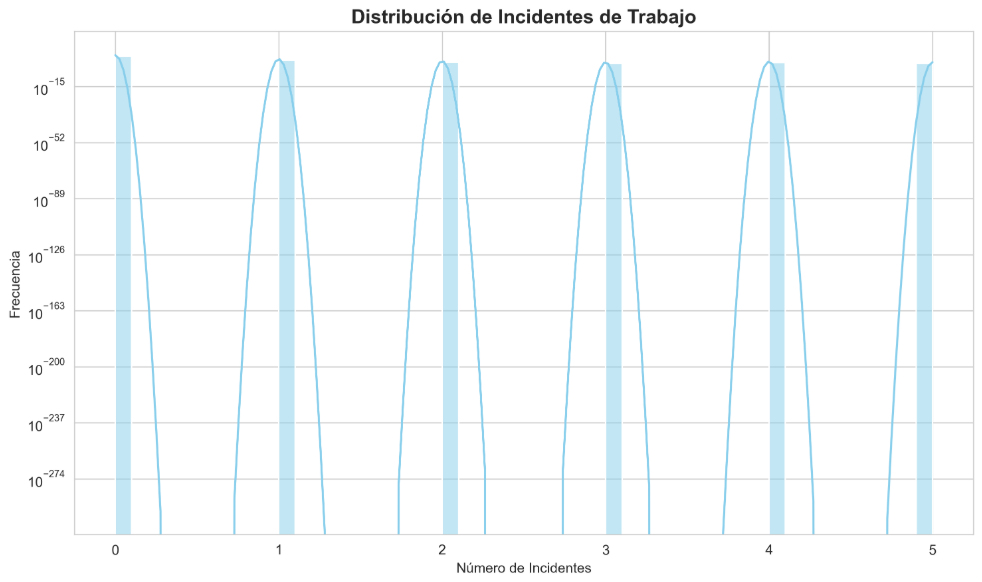 Distribución de Incidentes de Trabajo
Frecuencia
10⁻¹⁵
10⁻⁵²
10⁻⁸⁹
10⁻¹²⁶
10⁻¹⁶³
10⁻²⁰⁰
10⁻²³⁷
10⁻²⁷⁴
0 1 2 3 4 5
Número de Incidentes